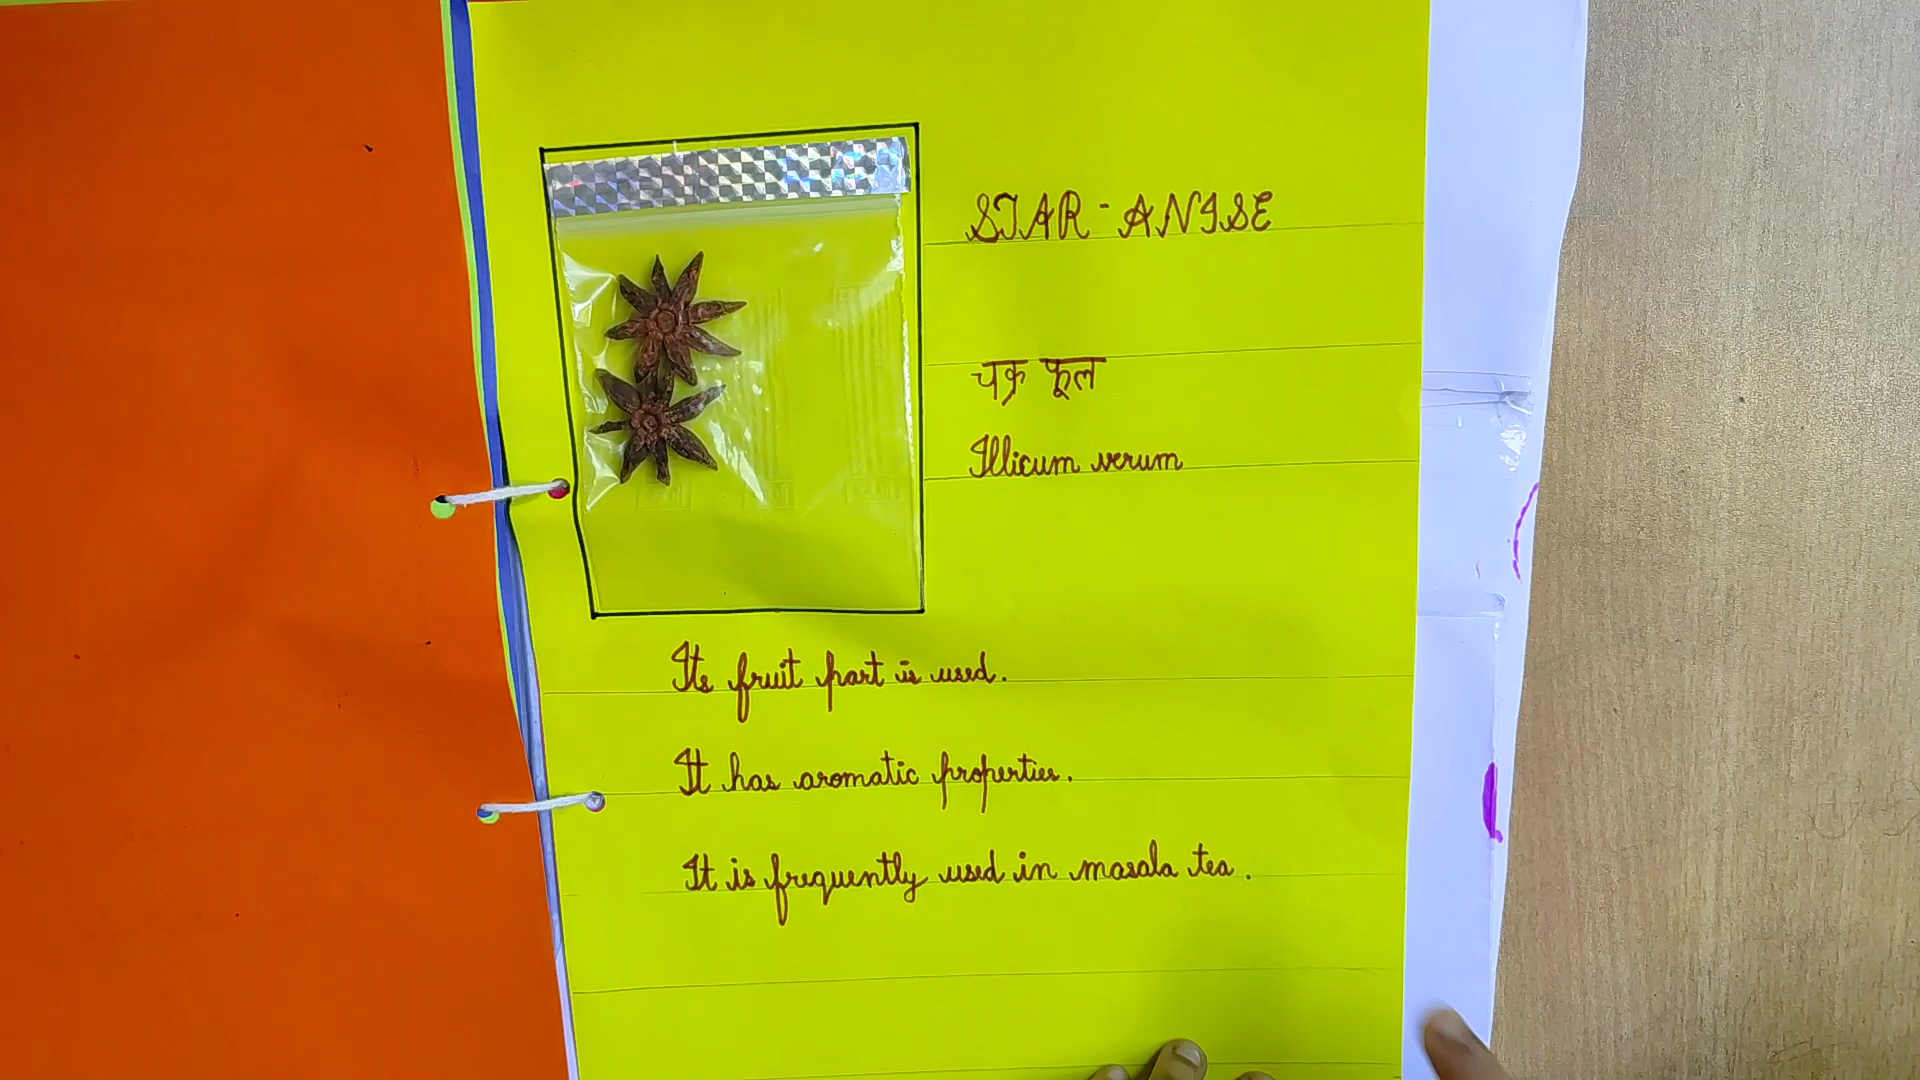 STAR-ANISE
चक्र फूल
Illicum verum
Its fruit part is used.
It has aromatic properties.
It is frequently used in masala tea.